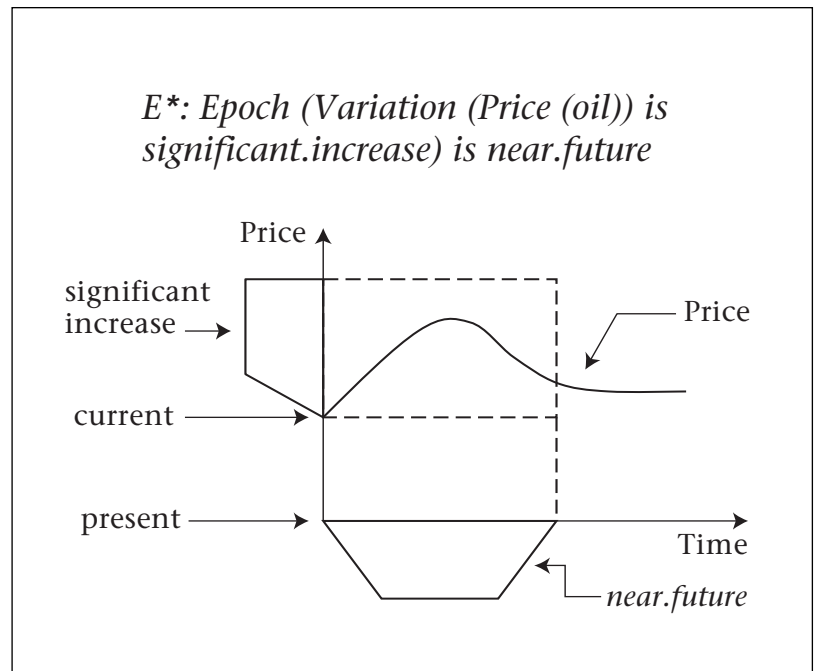 E*: Epoch (Variation (Price (oil)) is
significant.increase) is near.future
Price
significant
increase
Price
current
present
Time
near.future